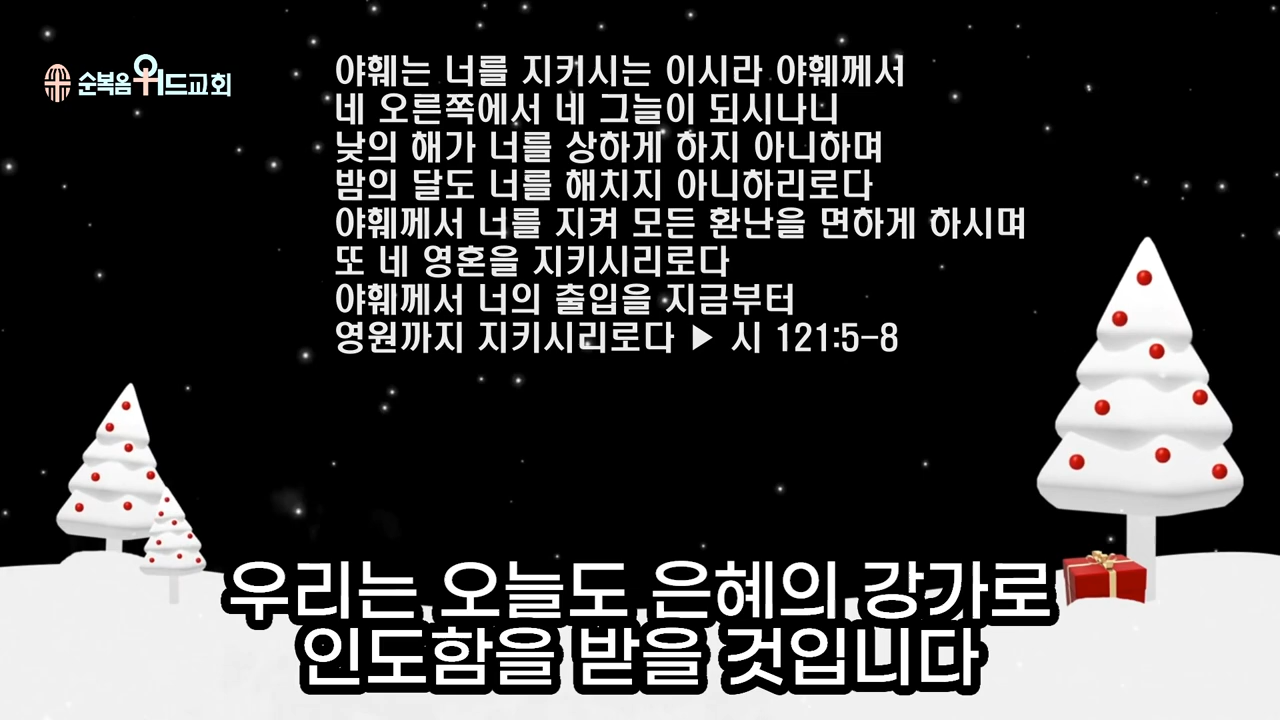 순복음위드교회
야훼는 너를 지키시는 이시라 야훼께서
네 오른쪽에서 네 그늘이 되시나니
낮의 해가 너를 상하게 하지 아니하며
밤의 달도 너를 해치지 아니하리로다
야훼께서 너를 지켜 모든 환난을 면하게 하시며
또 네 영혼을 지키시리로다
야훼께서 너의 출입을 지금부터
영원까지 지키시리로다 ▶ 시 121:5-8
우리는 오늘도 은혜의 강가로
인도함을 받을 것입니다